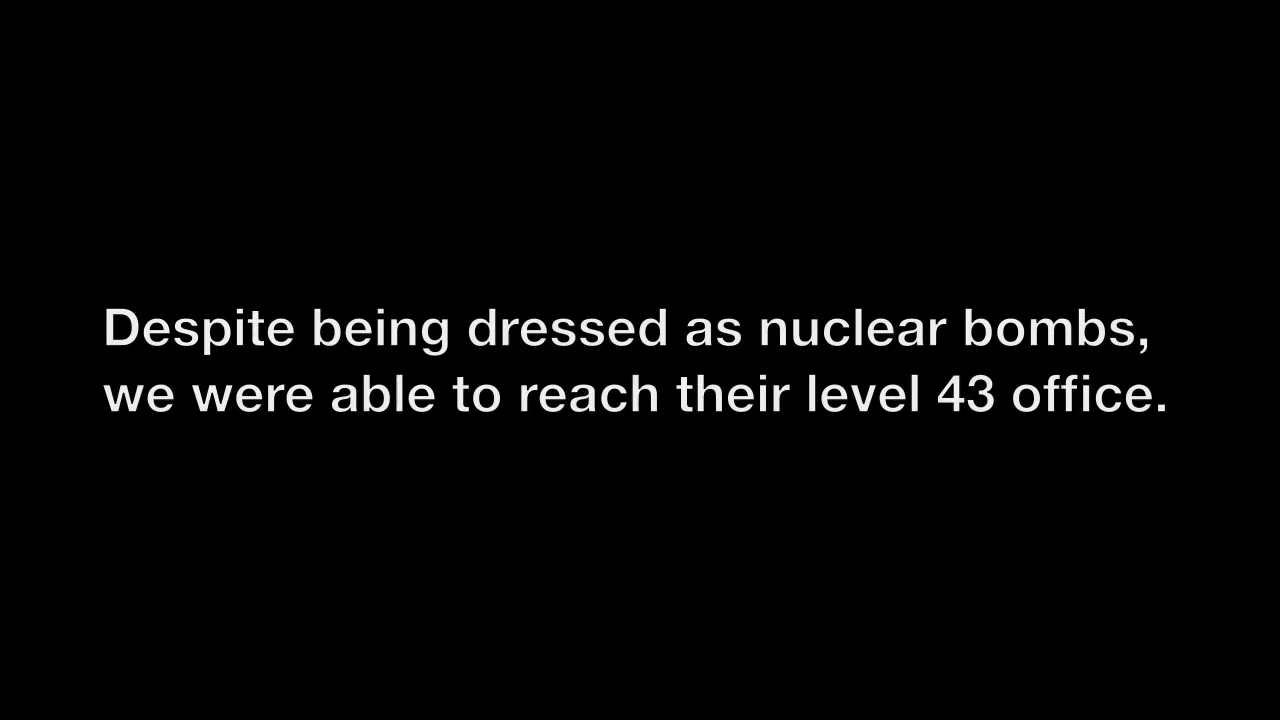 Despite being dressed as nuclear bombs,
we were able to reach their level 43 office.